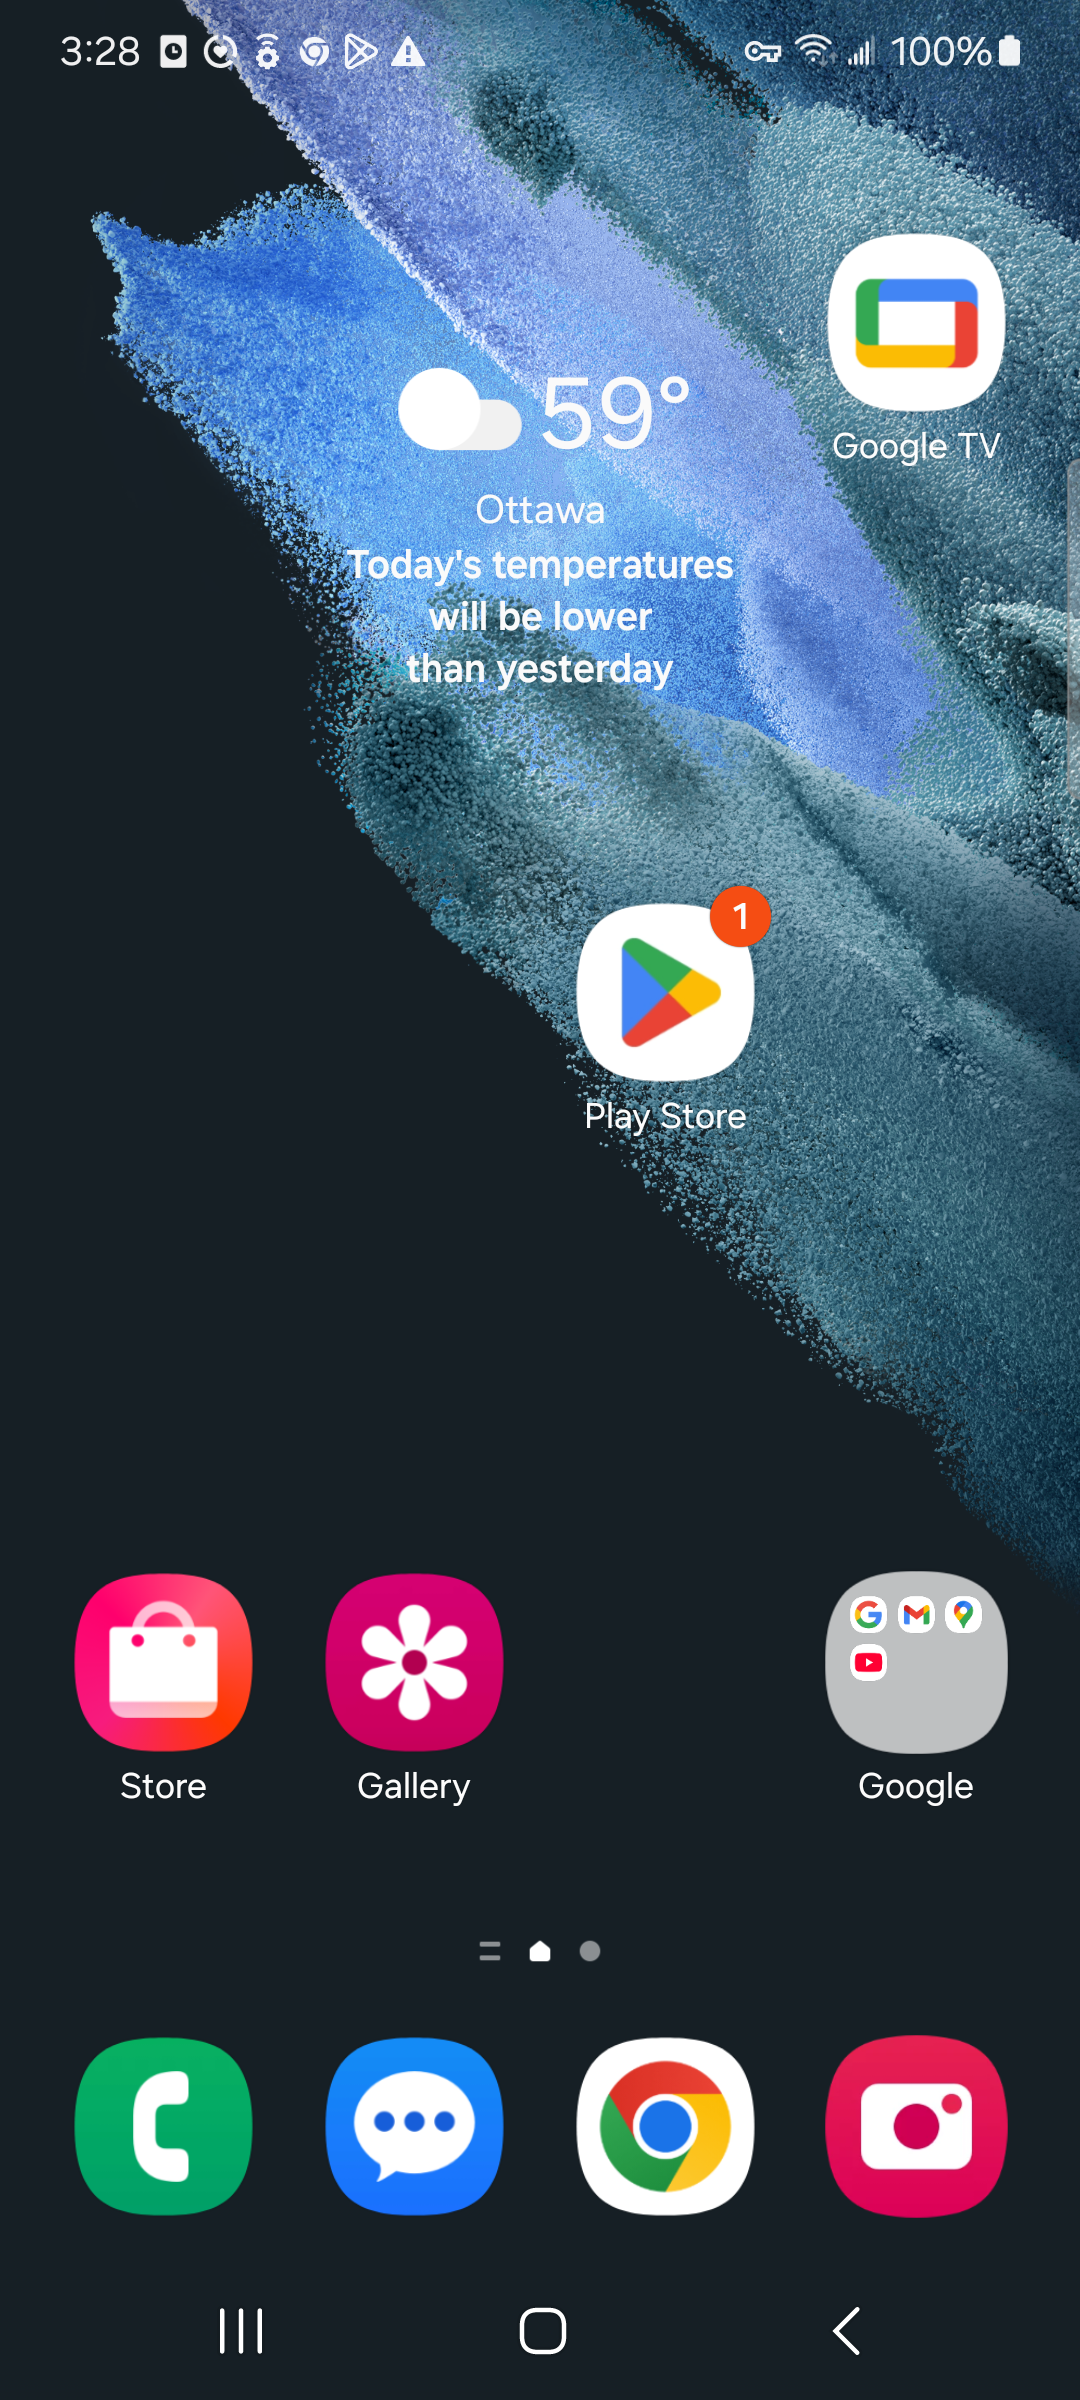 3:28
100%
Google TV
59°
Ottawa
Today's temperatures
will be lower
than yesterday
1
Play Store
Store
Gallery
Google